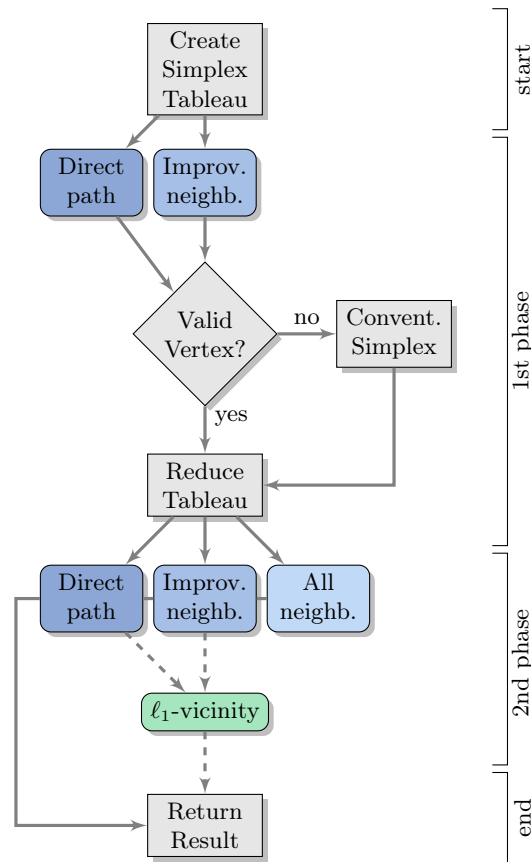 Create
Simplex
Tableau
start
Direct
path
Improv.
neighb.
Valid
Vertex?
no
Convent.
Simplex
1st phase
yes
Reduce
Tableau
Direct
path
Improv.
neighb.
All
neighb.
2nd phase
ℓ₁-vicinity
Return
Result
end